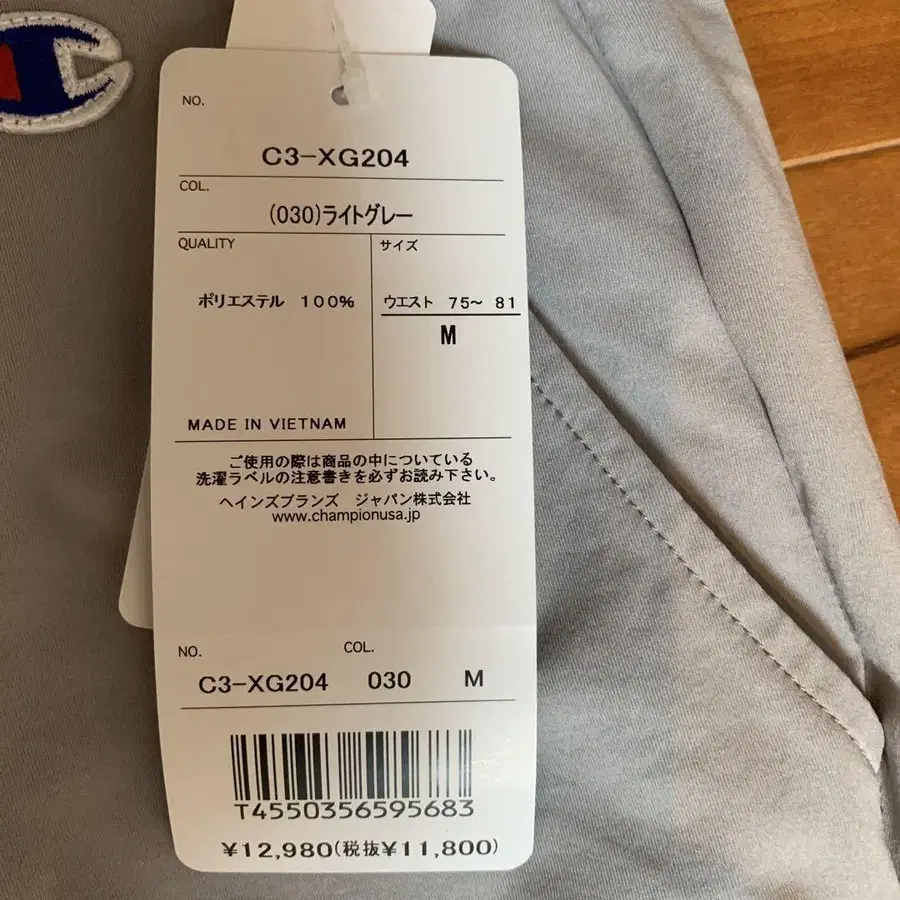 NO.
C3-XG204
COL.
(030)ライトグレー
QUALITY
サイズ
ポリエステル 100%
ウエスト 75~ 81
M
MADE IN VIETNAM
ご使用の際は商品の中についている
洗濯ラベルの注意書きを必ずお読み下さい。
ヘインズブランズ ジャパン株式会社
www.championusa.jp
NO. COL.
C3-XG204 030 M
T4550356595683
¥12,980(税抜¥11,800)